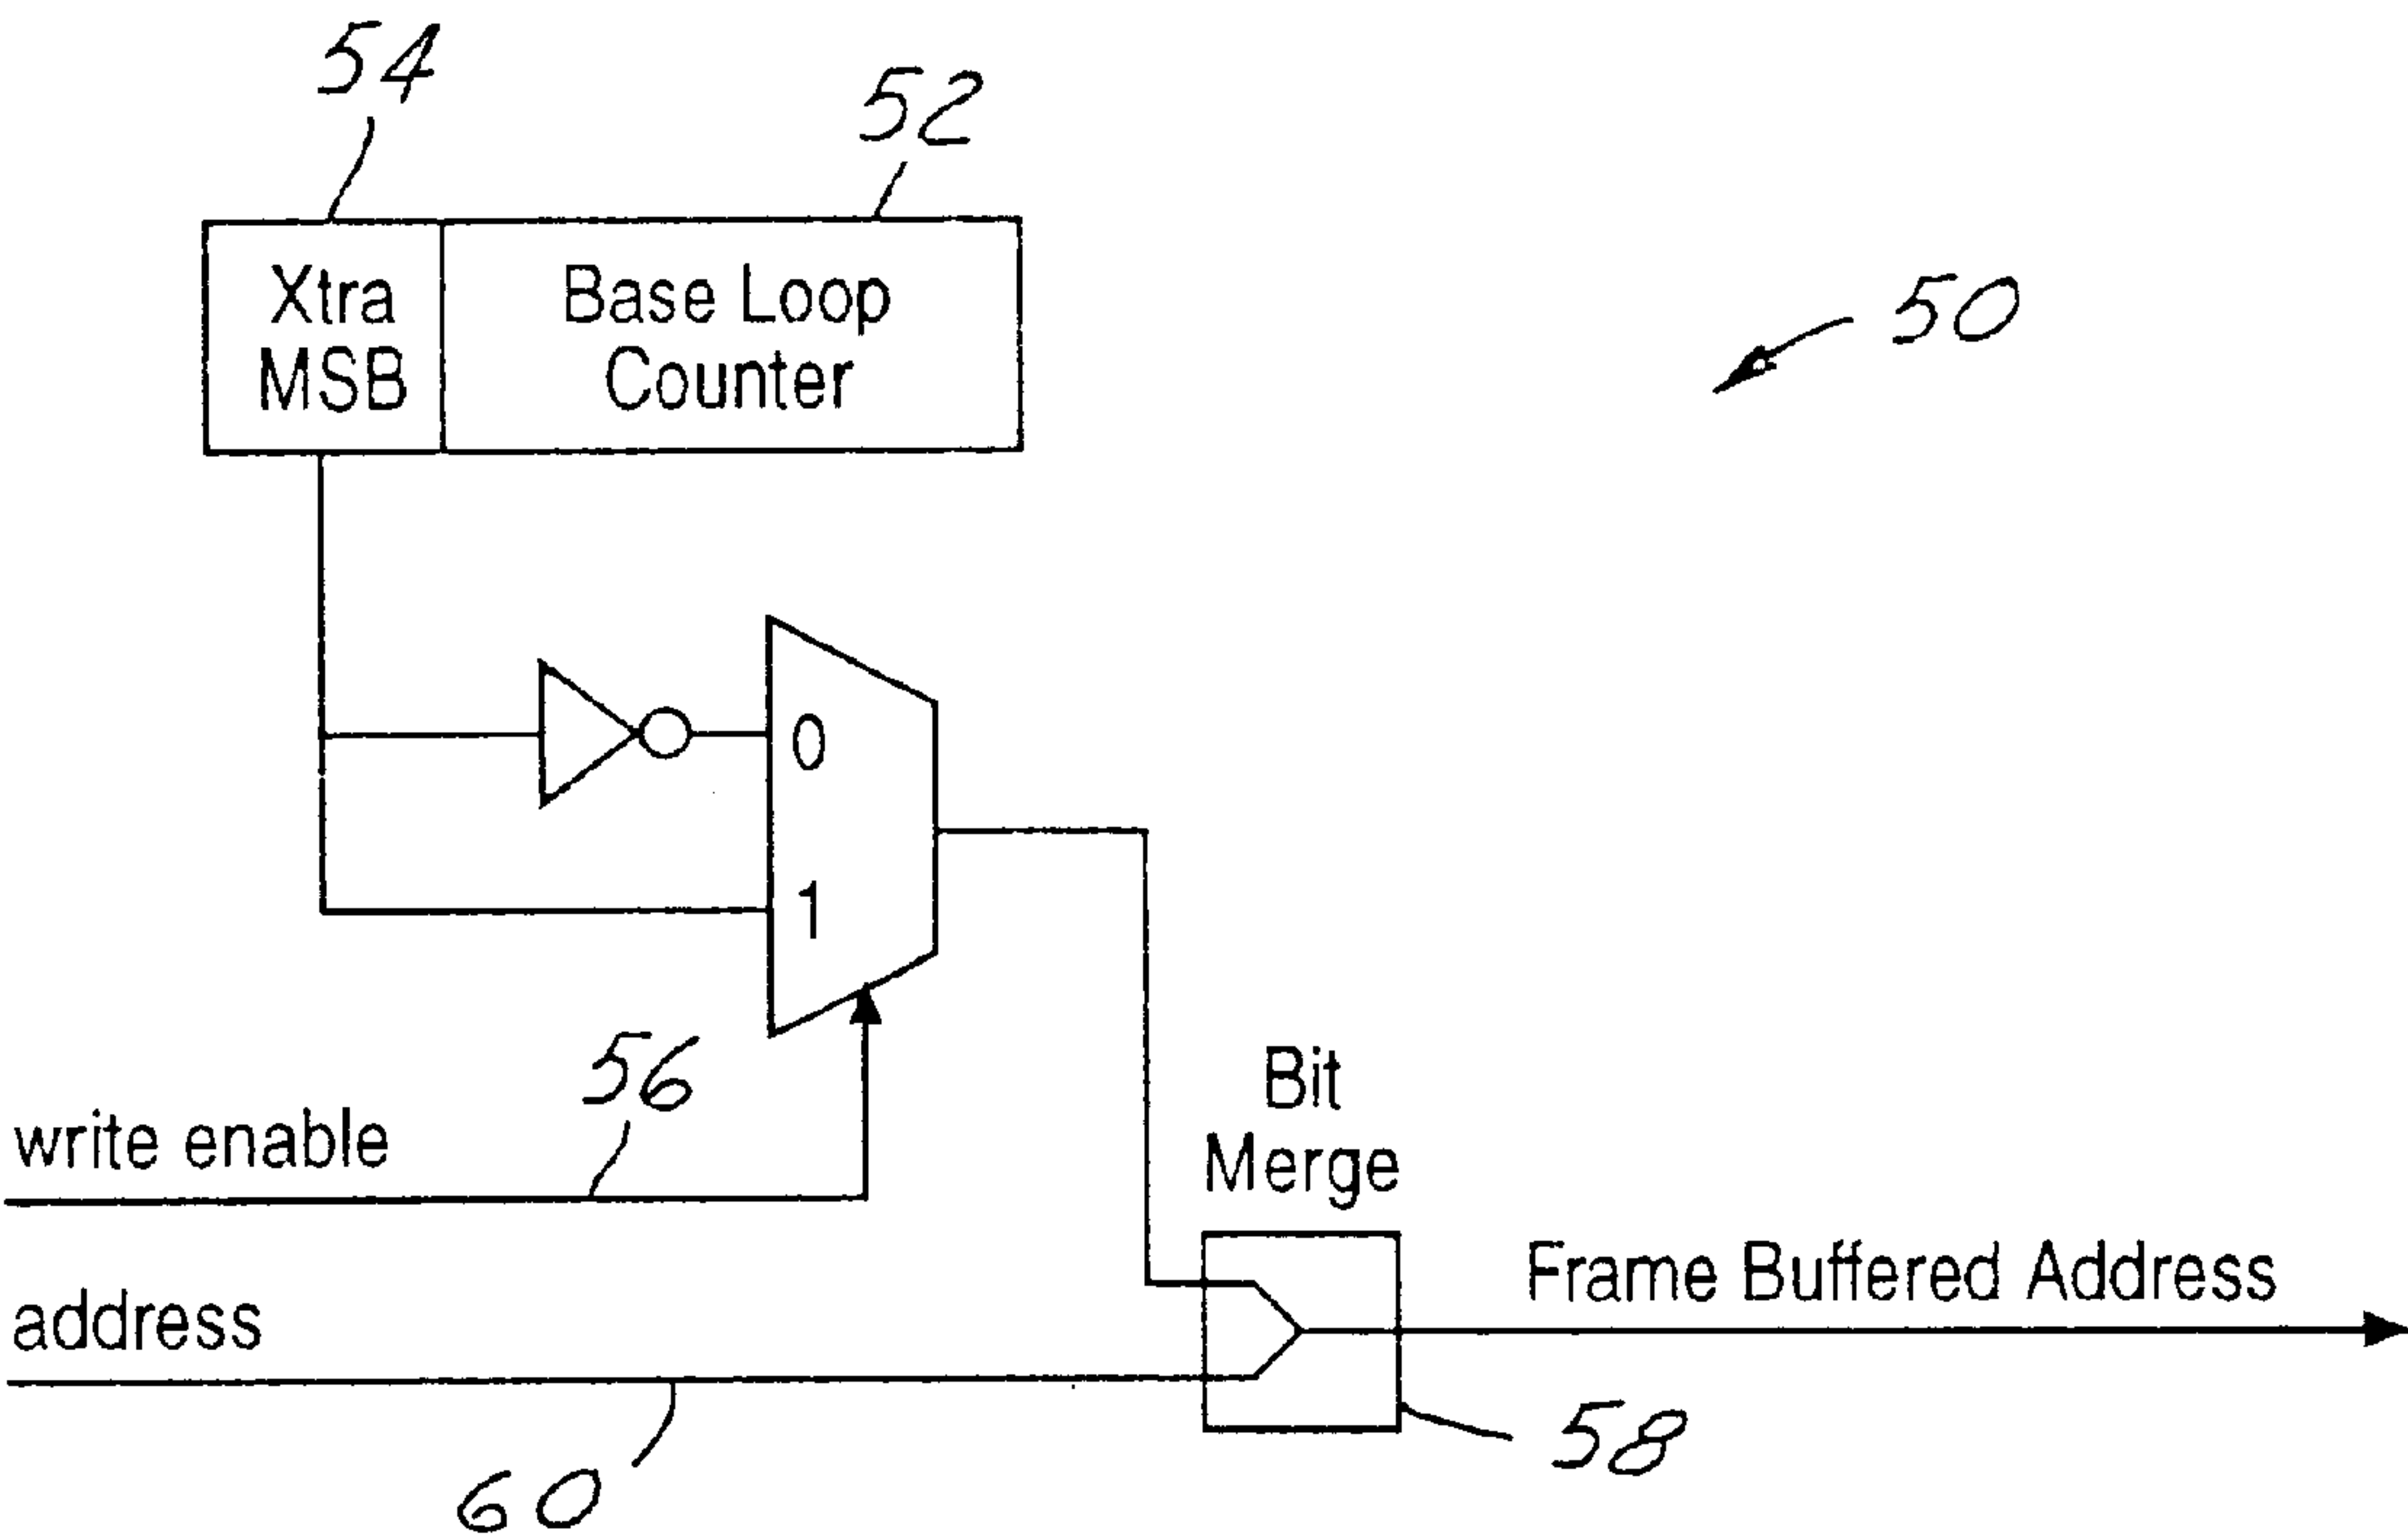 54
52
Xtra
MSB
Base Loop
Counter
50
0
1
56
write enable
Bit
Merge
address
Frame Buffered Address
58
60